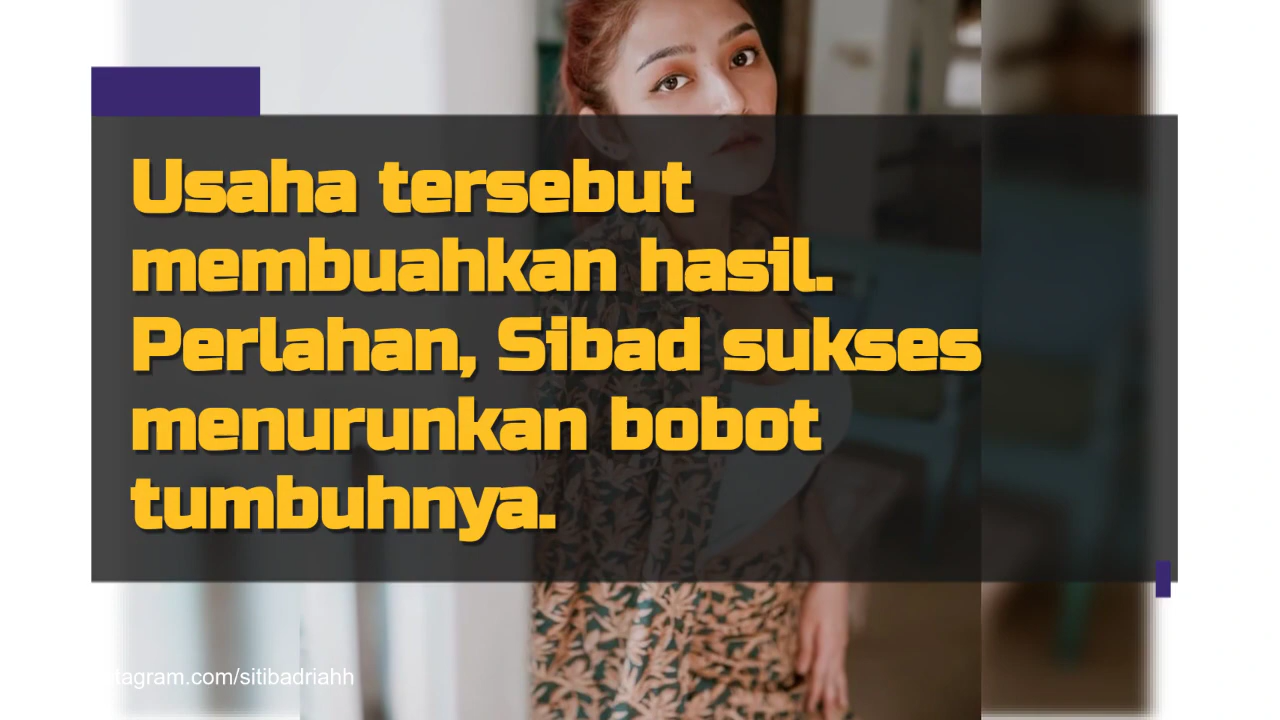 Usaha tersebut
membuahkan hasil.
Perlahan, Sibad sukses
menurunkan bobot
tumbuhnya.
tagram.com/sitibadriahh